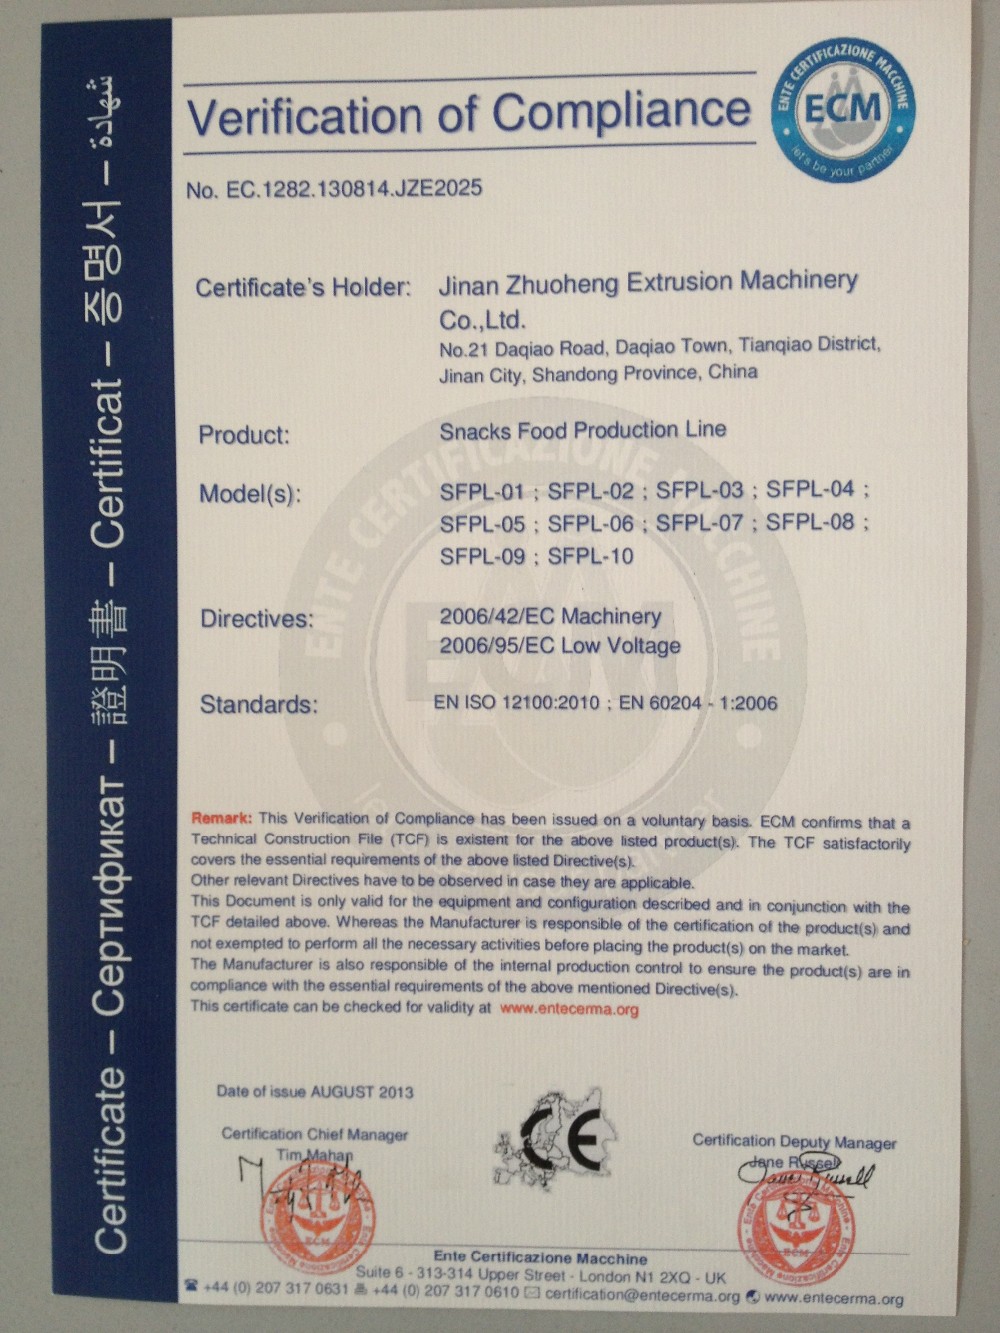 شهادة – 증명서 – Certificat – 證明書 – Сертификат – Certificate
ENTE CERTIFICAZIONE MACCHINE
ECM
let's be your partner
Verification of Compliance
No. EC.1282.130814.JZE2025
Certificate's Holder: Jinan Zhuoheng Extrusion Machinery
Co.,Ltd.
No.21 Daqiao Road, Daqiao Town, Tianqiao District,
Jinan City, Shandong Province, China
Product: Snacks Food Production Line
Model(s): SFPL-01 ; SFPL-02 ; SFPL-03 ; SFPL-04 ;
SFPL-05 ; SFPL-06 ; SFPL-07 ; SFPL-08 ;
SFPL-09 ; SFPL-10
Directives: 2006/42/EC Machinery
2006/95/EC Low Voltage
Standards: EN ISO 12100:2010 ; EN 60204 - 1:2006
ENTE CERTIFICAZIONE MACCHINE
ECM
Remark: This Verification of Compliance has been issued on a voluntary basis. ECM confirms that a
Technical Construction File (TCF) is existent for the above listed product(s). The TCF satisfactorily
covers the essential requirements of the above listed Directive(s).
Other relevant Directives have to be observed in case they are applicable.
This Document is only valid for the equipment and configuration described and in conjunction with the
TCF detailed above. Whereas the Manufacturer is responsible of the certification of the product(s) and
not exempted to perform all the necessary activities before placing the product(s) on the market.
The Manufacturer is also responsible of the internal production control to ensure the product(s) are in
compliance with the essential requirements of the above mentioned Directive(s).
This certificate can be checked for validity at www.entecerma.org
Date of issue AUGUST 2013
Certification Chief Manager
Tim Mahan
CE
Certification Deputy Manager
Jane Russell
James Russell
ECM
Ente Certificazione Macchine
ECM
Ente Certificazione Macchine
Ente Certificazione Macchine
Suite 6 - 313-314 Upper Street - London N1 2XQ - UK
☎ +44 (0) 207 317 0631 +44 (0) 207 317 0610 certification@entecerma.org www.entecerma.org